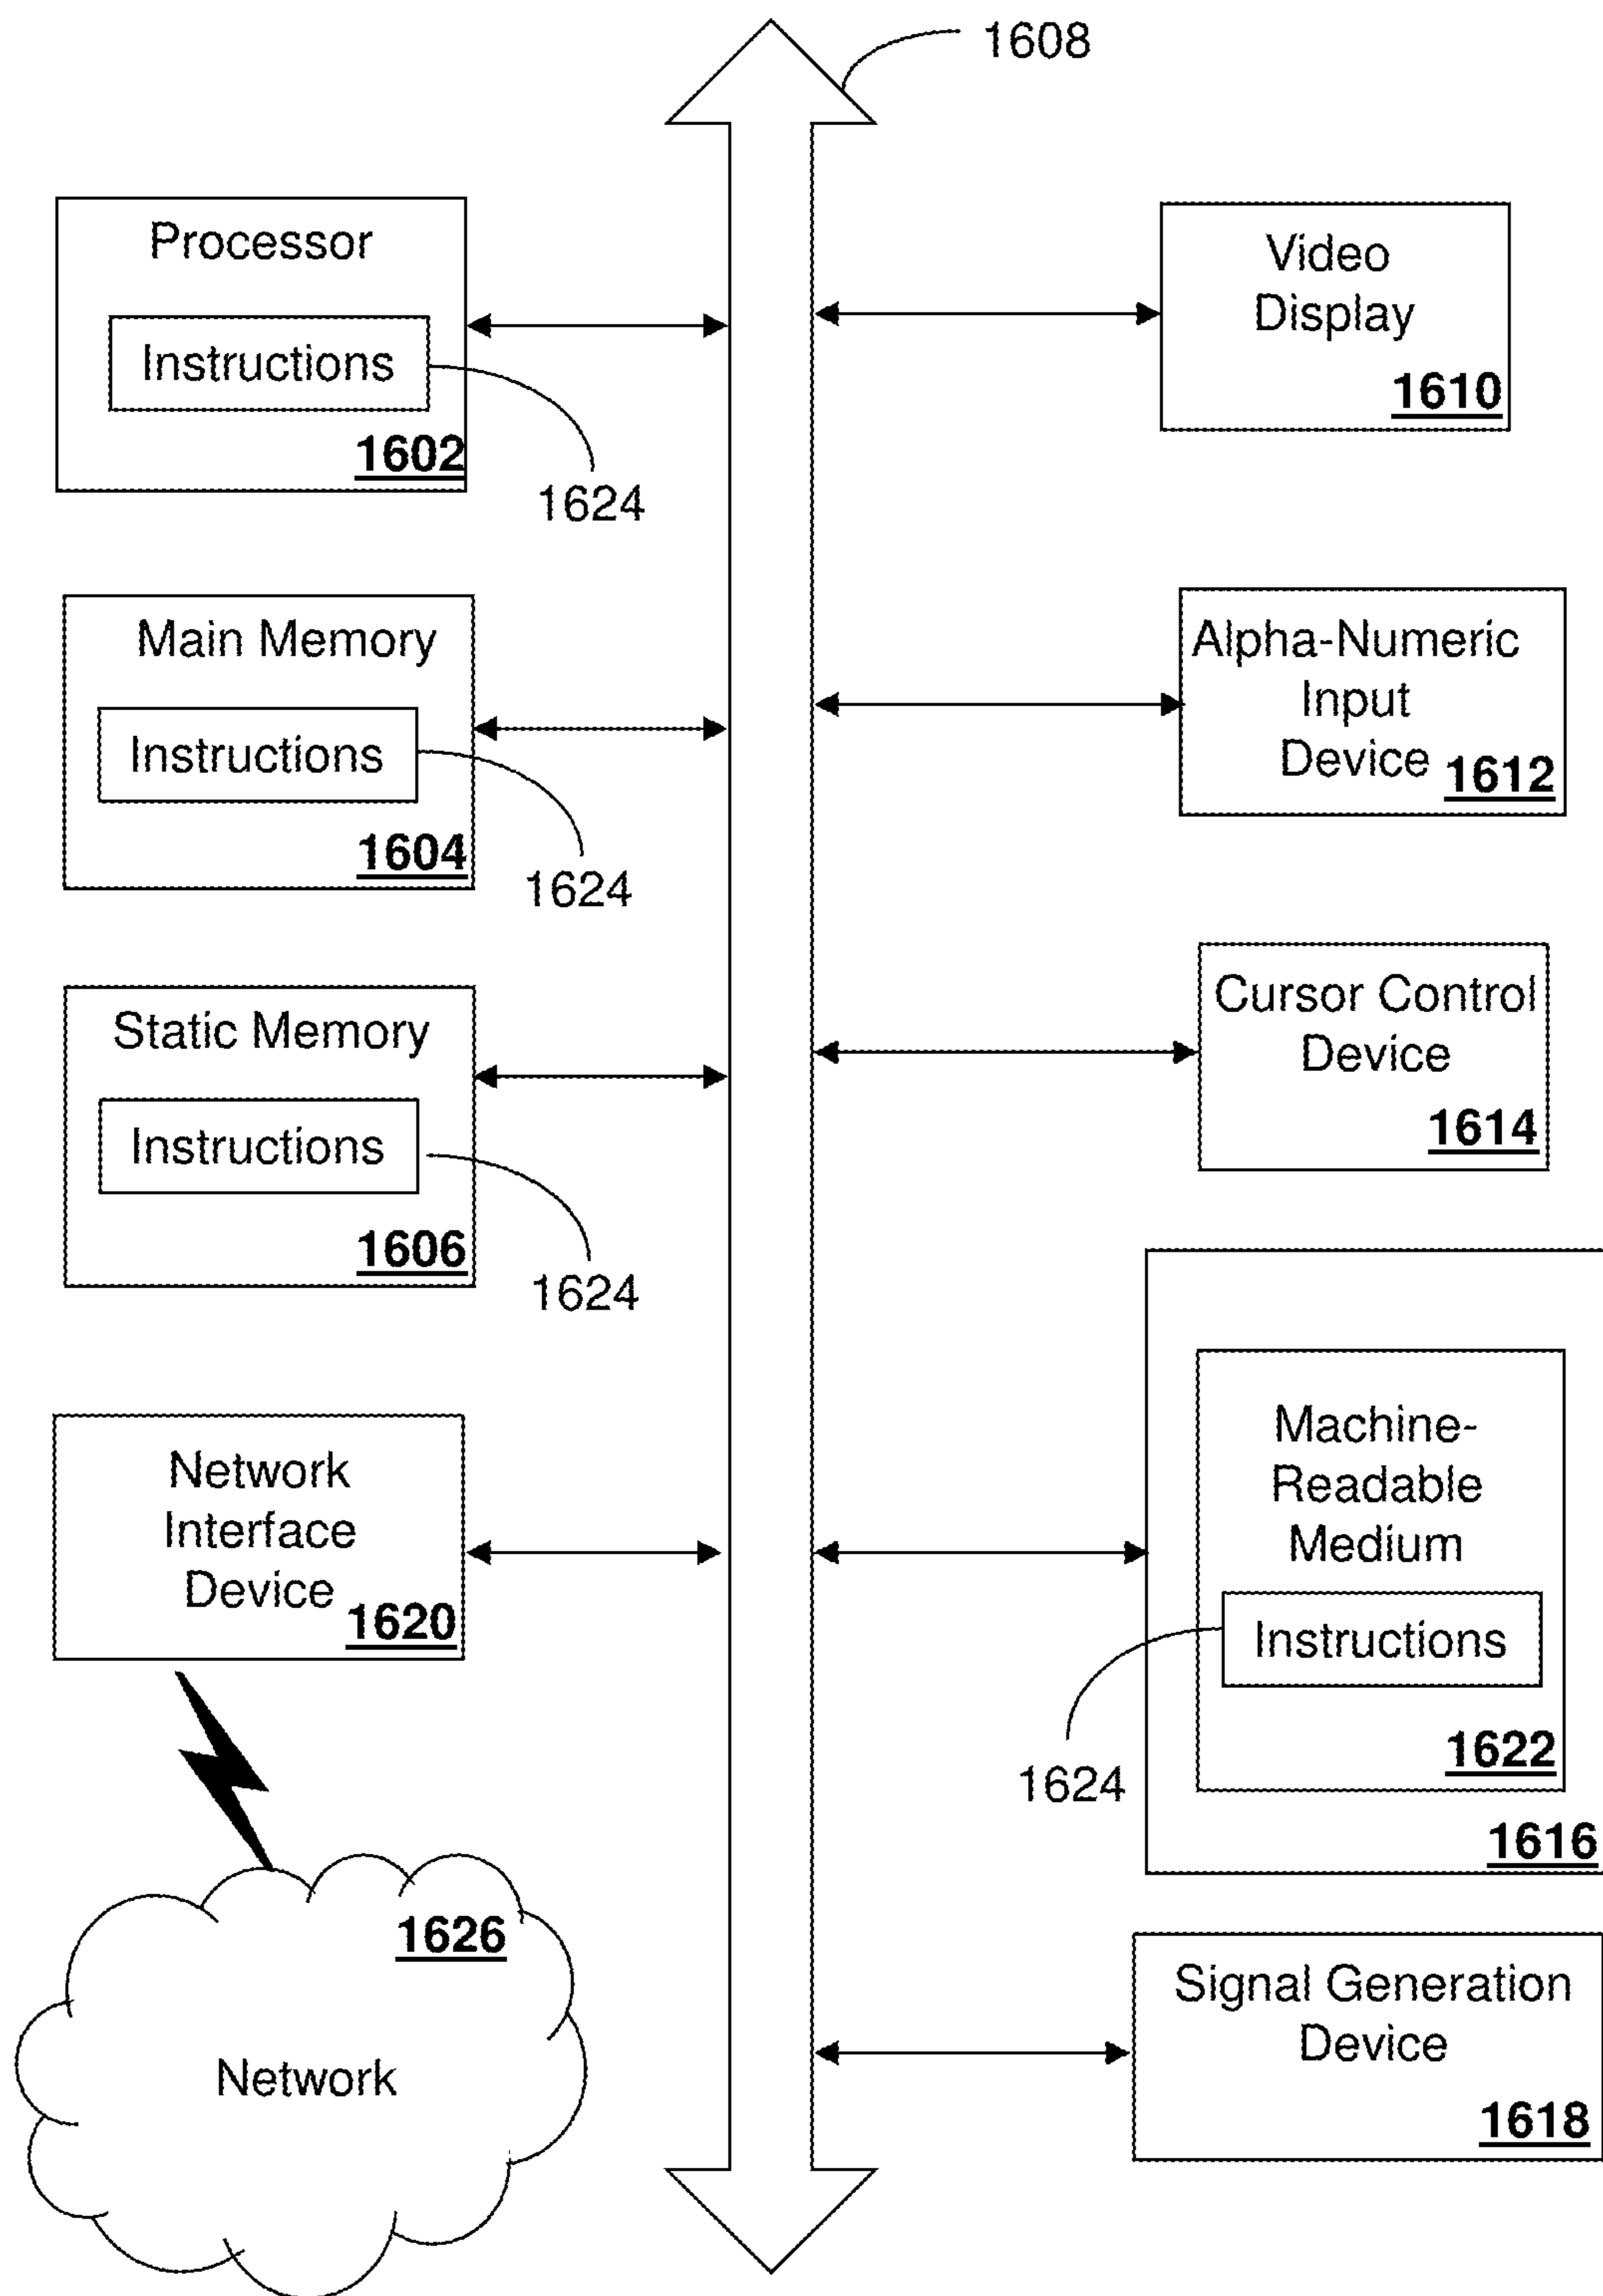 1608
Processor
Instructions
1602
1624
Main Memory
Instructions
1604
1624
Static Memory
Instructions
1606
1624
Network
Interface
Device
1620
1626
Network
Video
Display
1610
Alpha-Numeric
Input
Device 1612
Cursor Control
Device
1614
Machine-
Readable
Medium
Instructions
1622
1624
1616
Signal Generation
Device
1618